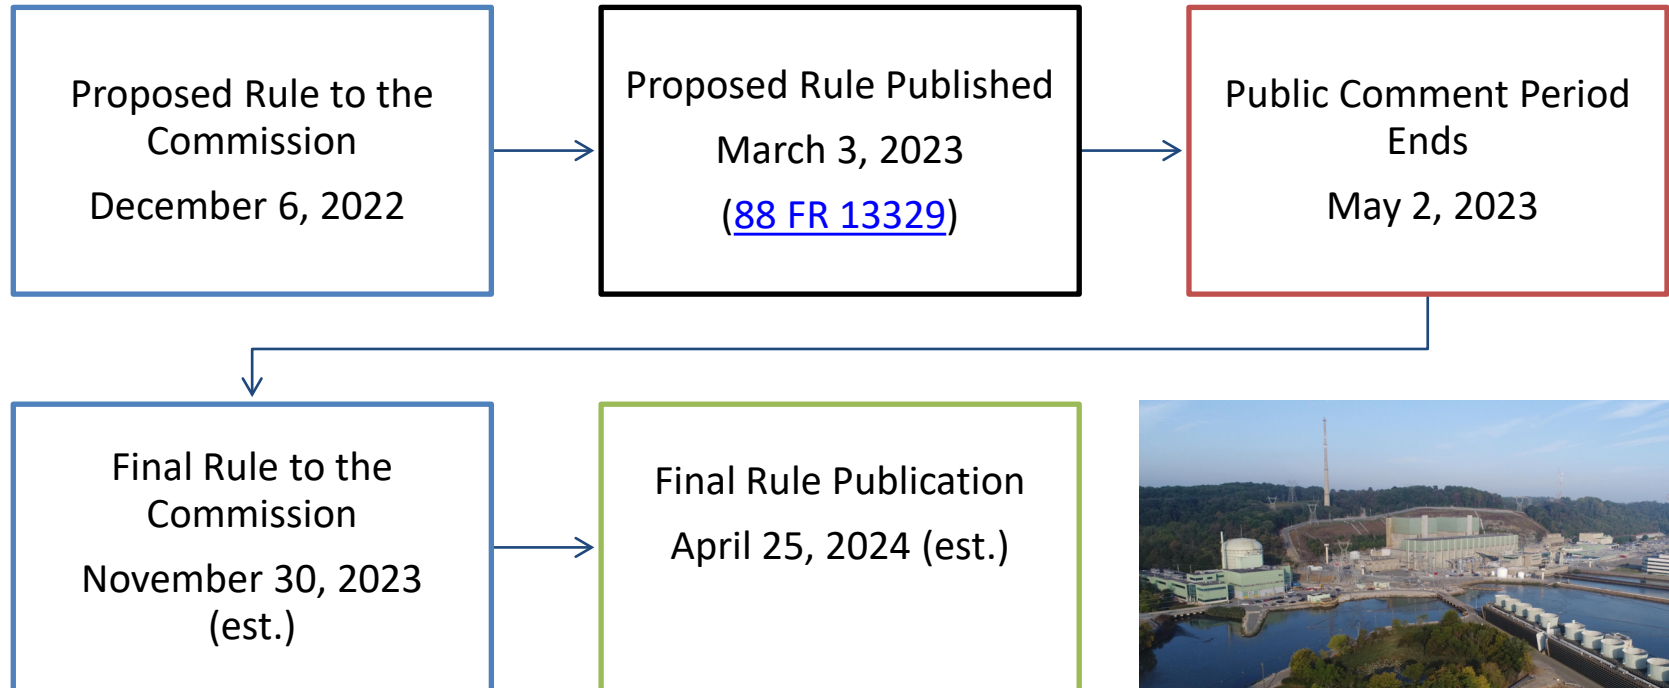 Proposed Rule to the
Commission
December 6, 2022
Proposed Rule Published
March 3, 2023
(88 FR 13329)
Public Comment Period
Ends
May 2, 2023
Final Rule to the
Commission
November 30, 2023
(est.)
Final Rule Publication
April 25, 2024 (est.)